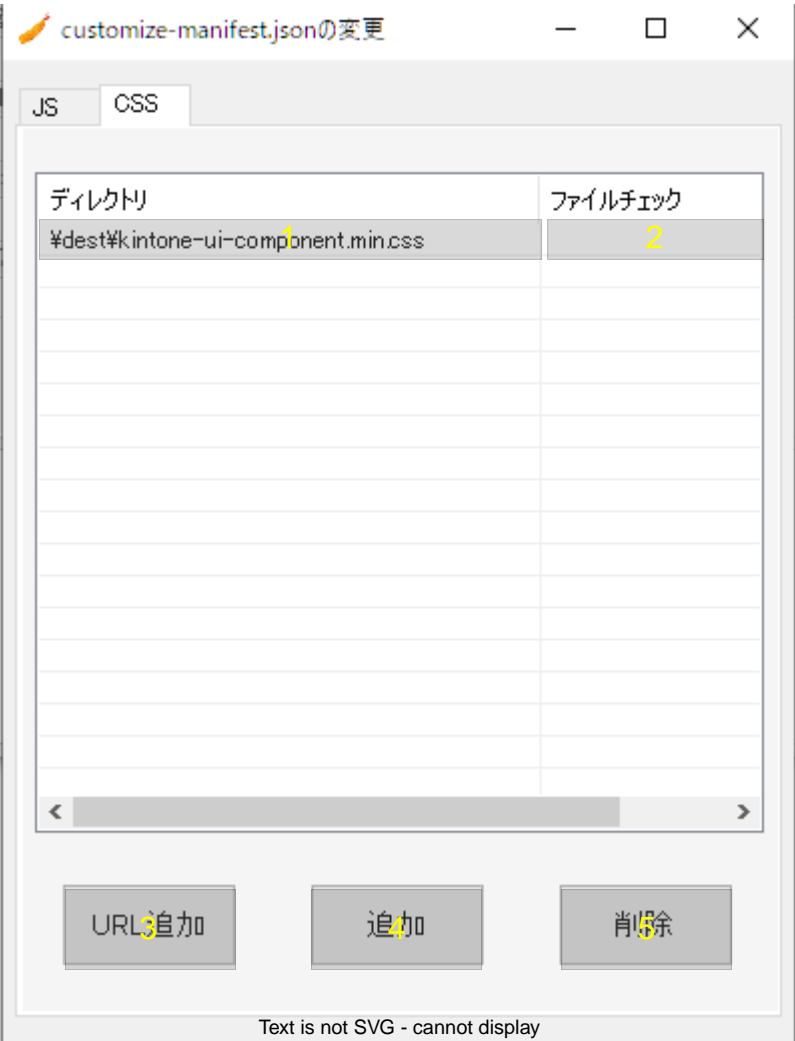 customize-manifest.jsonの変更
JS CSS
ディレクトリ ファイルチェック
¥dest¥kintone-ui-component.min.css
1 2
URL追加 追加 削除
3 4 5
Text is not SVG - cannot display